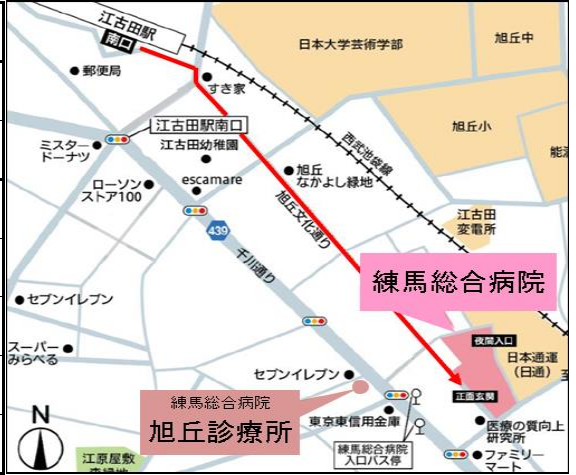 江古田駅
南口
日本大学芸術学部
旭丘中
郵便局
すき家
江古田駅南口
ミスター
ドーナツ
江古田幼稚園
旭丘小
西武池袋線
能
ローソン
ストア100
escamare
旭丘
なかよし緑地
旭丘文化通り
439
千川通り
江古田
変電所
練馬総合病院
セブンイレブン
夜間入口
日本通運
(日通)
至
スーパー
みらべる
セブンイレブン
正面玄関
練馬総合病院
旭丘診療所
東京東信用金庫
医療の質向上
研究所
練馬総合病院
入口バス停
ファミリー
マート
N
江原屋敷
森緑地